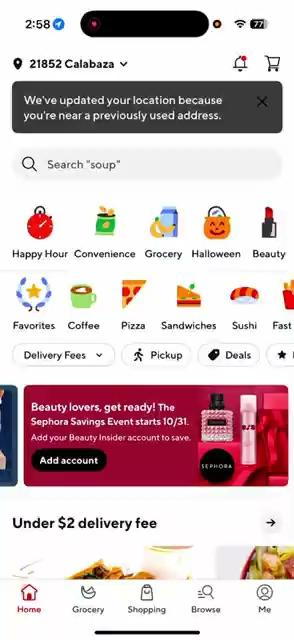 2:58
77
21852 Calabaza
We've updated your location because
you're near a previously used address.
Search "soup"
Happy Hour Convenience Grocery Halloween Beauty
Favorites Coffee Pizza Sandwiches Sushi Fast
Delivery Fees Pickup Deals
Beauty lovers, get ready! The
Sephora Savings Event starts 10/31.
Add your Beauty Insider account to save.
Add account
SEPHORA
Under $2 delivery fee
Home Grocery Shopping Browse Me